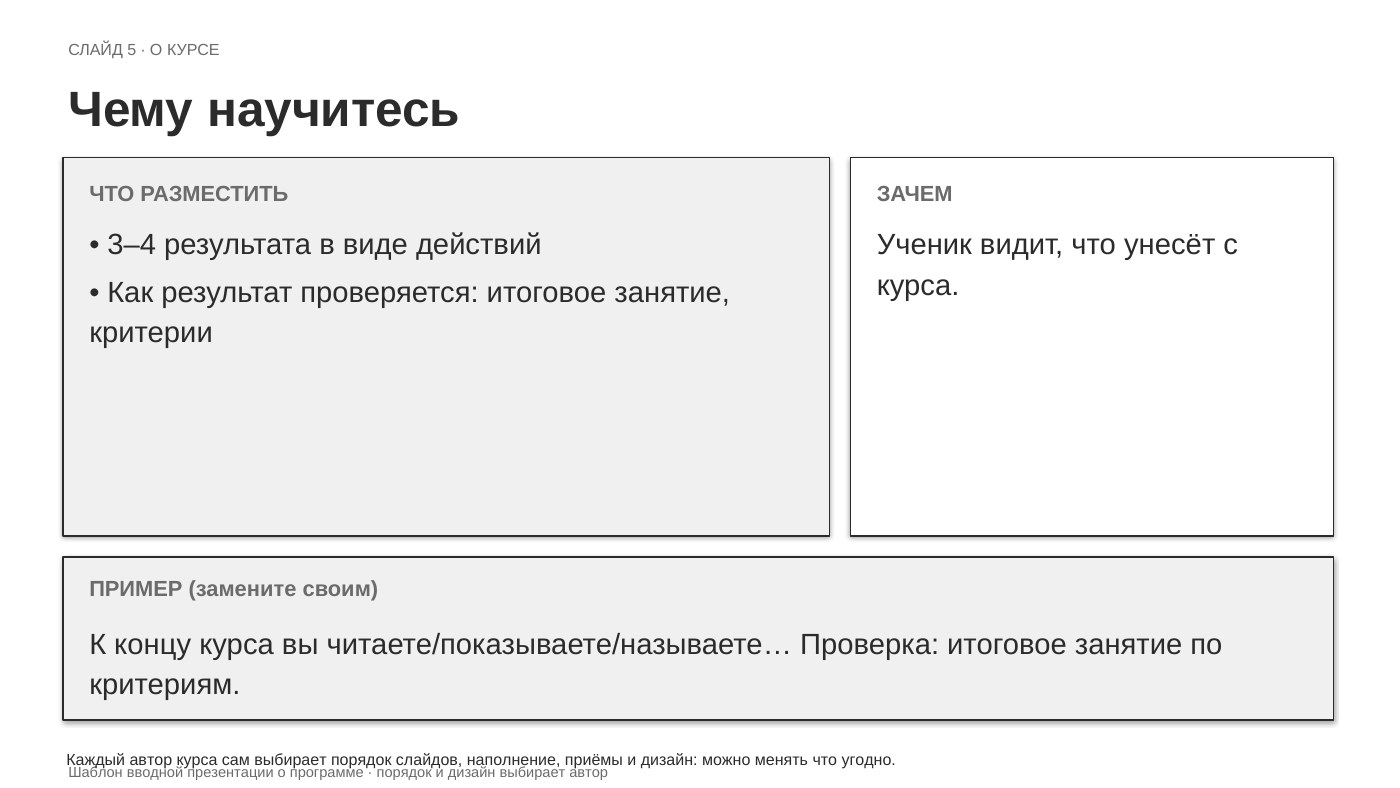 СЛАЙД 5 · О КУРСЕ
Чему научитесь
ЧТО РАЗМЕСТИТЬ
• 3–4 результата в виде действий
• Как результат проверяется: итоговое занятие,
критерии
ЗАЧЕМ
Ученик видит, что унесёт с
курса.
ПРИМЕР (замените своим)
К концу курса вы читаете/показываете/называете… Проверка: итоговое занятие по
критериям.
Каждый автор курса сам выбирает порядок слайдов, наполнение, приёмы и дизайн: можно менять что угодно.
Шаблон вводной презентации о программе · порядок и дизайн выбирает автор